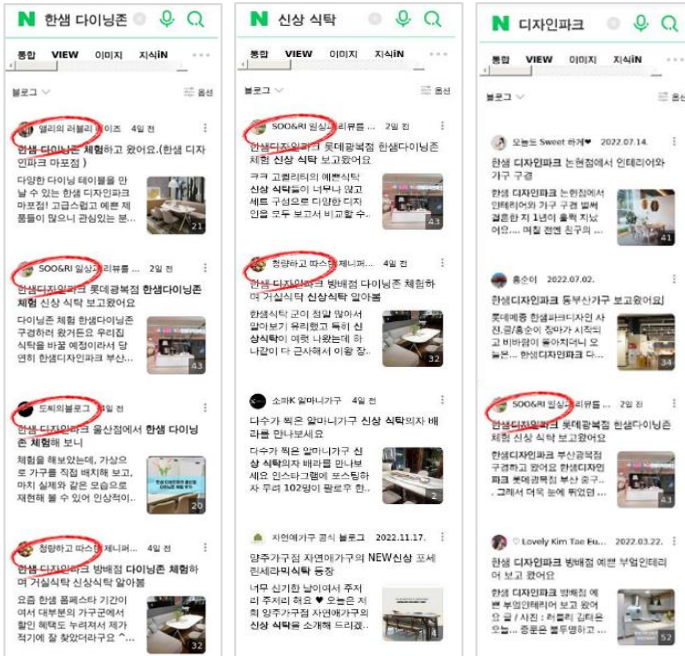 N 한샘 다이닝존
통합 VIEW 이미지 지식iN
블로그 옵션
앨리의 러블리 이즈 4일 전
한샘 다이닝존 체험하고 왔어요.(한샘 디자
인파크 마포점 )
다양한 다이닝 테이블을 만
날 수 있는 한샘 디자인파크
마포점! 고급스럽고 예쁜 제
품들이 많으니 관심있는 분...
21
SOO&RI 일상과 리뷰를 ... 2일 전
한샘디자인파크 롯데광복점 한샘다이닝존
체험 신상 식탁 보고왔어요
다이닝존 체험 한샘다이닝존
구경하러 왔거든요 우리집
식탁을 바꿀 예정이라서 당
연히 한샘디자인파크 부산...
43
도찌의블로그 4일 전
한샘 디자인파크 울산점에서 한샘 다이닝
존 체험해 보니
체험을 해보았는데, 가상으
로 가구를 직접 배치해 보고,
마치 실제와 같은 모습으로
재현해 볼 수 있어 인상적이..
20
청량하고 따스한 제니퍼... 4일 전
한샘 디자인파크 방배점 다이닝존 체험하
며 거실식탁 신상식탁 알아봄
요즘 한샘 폼페스타 기간이
여서 대부분의 가구군에서
할인 혜택도 누려져서 제가
적기에 잘 찾았더라구요 ^...
32
N 신상 식탁
통합 VIEW 이미지 지식iN
블로그 옵션
SOO&RI 일상과 리뷰를 ... 2일 전
한샘디자인파크 롯데광복점 한샘다이닝존
체험 신상 식탁 보고왔어요
크크 고퀄리티의 예쁜식탁
신상 식탁들이 너무나 많고
세트 구성으로 다양한 디자
인을 모두 보고서 비교할 수..
43
청량하고 따스한 제니퍼... 4일 전
한샘 디자인파크 방배점 다이닝존 체험하
며 거실식탁 신상식탁 알아봄
한샘식탁 군이 정말 많아서
알아보기 유리했고 특히 신
상식탁이 여럿 나왔는데 하
나같이 다 근사해서 이왕 장..
32
소파K 알마니가구 4일 전
다수가 찍은 알마니가구 신상 식탁의자 배
라를 만나보세요
다수가 찍은 알마니가구 신
상 식탁의자 배라를 만나보
세요 인스타그램에 포스팅하
자 무려 102명이 팔로우 한..
2
자연애가구 공식 블로그 2022.11.17.
양주가구점 자연애가구의 NEW신상 포세
린세라믹식탁 등장
너무 신기한 날이여서 주저
리 주저리 해요 ♥ 오늘은 저
희 양주가구점 자연애가구의
신상 식탁을 소개해 드리겠..
4
N 디자인파크
통합 VIEW 이미지 지식iN
블로그 옵션
오늘도 Sweet 하게♥ 2022.07.14.
한샘 디자인파크 논현점에서 인테리어와
가구 구경
한샘 디자인파크 논현점에서
인테리어와 가구 구경 벌써
결혼한 지 1년이 훌쩍 지났
어요.... 며칠 전엔 친구의 ...
41
홍순이 2022.07.02.
한샘디자인파크 동부산가구 보고왔어요
롯데메종 한샘파크디자인 사
진,글/홍순이 장마가 시작되
고 비바람이 몰아치더니 오
늘은... 한샘디자인파크 다...
34
SOO&RI 일상과 리뷰를 ... 2일 전
한샘디자인파크 롯데광복점 한샘다이닝존
체험 신상 식탁 보고왔어요
한샘디자인파크 부산광복점
구경하고 왔어요 한샘디자인
파크 롯데광복점 부산 중구..
. 그래서 더욱 눈에 뛰었던 ...
43
♡Lovely Kim Tae Eu... 2022.03.22.
한샘 디자인파크 방배점 예쁜 부엌인테리
어 보고 왔어요
한샘 디자인파크 방배점 예
쁜 부엌인테리어 보고 왔어
요 글 / 사진 : 러블리 김태은
오늘... 중문은 불투명하고 ...
52